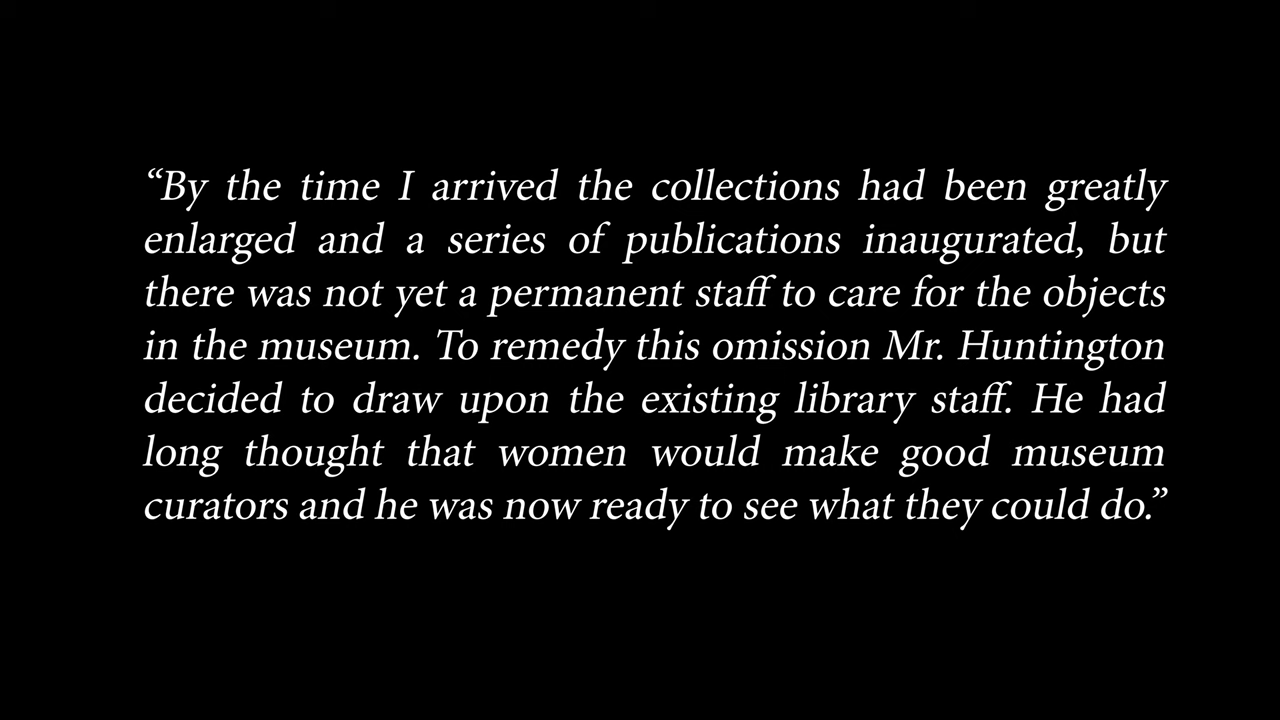 “By the time I arrived the collections had been greatly
enlarged and a series of publications inaugurated, but
there was not yet a permanent staff to care for the objects
in the museum. To remedy this omission Mr. Huntington
decided to draw upon the existing library staff. He had
long thought that women would make good museum
curators and he was now ready to see what they could do.”